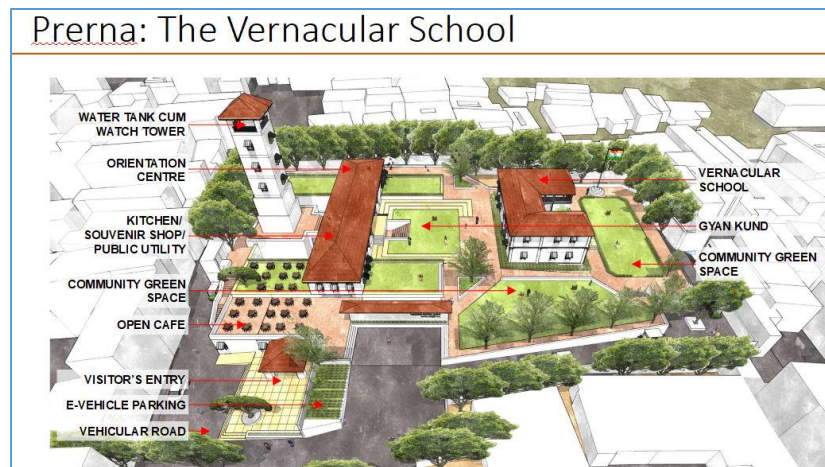 Prerna: The Vernacular School
WATER TANK CUM
WATCH TOWER
ORIENTATION
CENTRE
KITCHEN/
SOUVENIR SHOP/
PUBLIC UTILITY
COMMUNITY GREEN
SPACE
OPEN CAFE
VISITOR'S ENTRY
E-VEHICLE PARKING
VEHICULAR ROAD
VERNACULAR
SCHOOL
GYAN KUND
COMMUNITY GREEN
SPACE